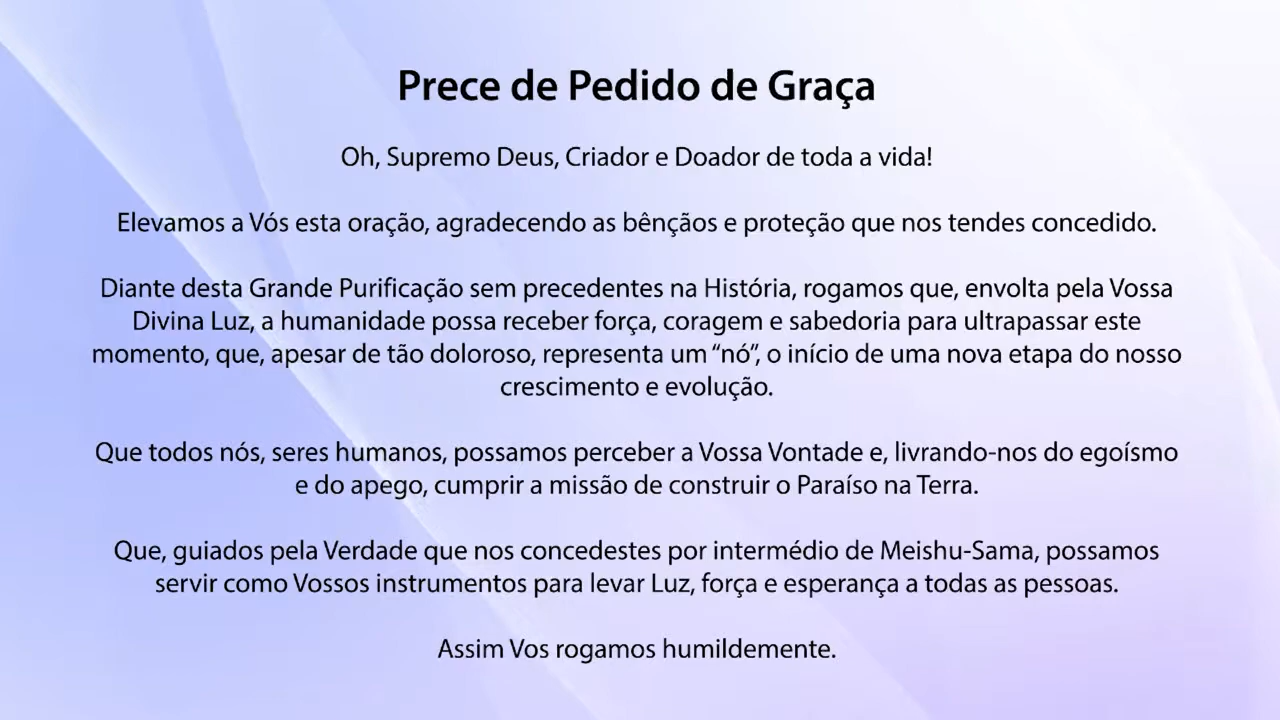 Prece de Pedido de Graça
Oh, Supremo Deus, Criador e Doador de toda a vida!
Elevamos a Vós esta oração, agradecendo as bênçãos e proteção que nos tendes concedido.
Diante desta Grande Purificação sem precedentes na História, rogamos que, envolta pela Vossa
Divina Luz, a humanidade possa receber força, coragem e sabedoria para ultrapassar este
momento, que, apesar de tão doloroso, representa um “nó”, o início de uma nova etapa do nosso
crescimento e evolução.
Que todos nós, seres humanos, possamos perceber a Vossa Vontade e, livrando-nos do egoísmo
e do apego, cumprir a missão de construir o Paraíso na Terra.
Que, guiados pela Verdade que nos concedestes por intermédio de Meishu-Sama, possamos
servir como Vossos instrumentos para levar Luz, força e esperança a todas as pessoas.
Assim Vos rogamos humildemente.